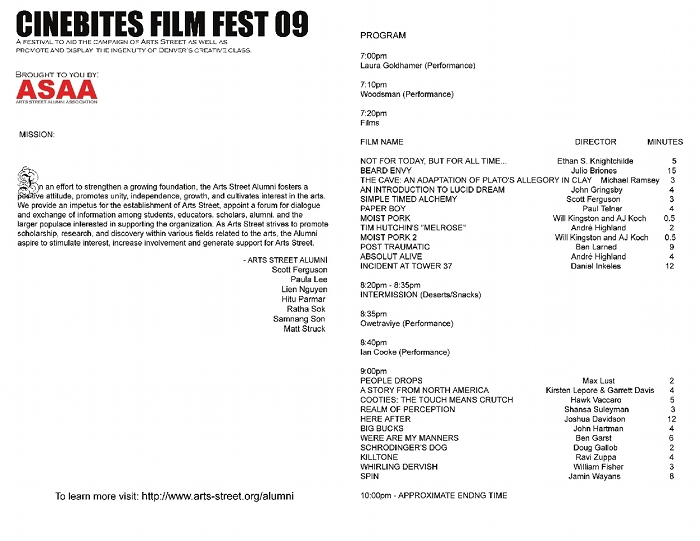 CINEBITES FILM FEST 09
A FESTIVAL TO AID THE CAMPAIGN OF ARTS STREET AS WELL AS
PROMOTE AND DISPLAY THE INGENUITY OF DENVER'S CREATIVE CLASS.
BROUGHT TO YOU BY:
ASAA
ARTS STREET ALUMNI ASSOCIATION
MISSION:
In an effort to strengthen a growing foundation, the Arts Street Alumni fosters a
positive attitude, promotes unity, independence, growth, and cultivates interest in the arts.
We provide an impetus for the establishment of Arts Street, appoint a forum for dialogue
and exchange of information among students, educators, scholars, alumni, and the
larger populace interested in supporting the organization. As Arts Street strives to promote
scholarship, research, and discovery within various fields related to the arts, the Alumni
aspire to stimulate interest, increase involvement and generate support for Arts Street.
- ARTS STREET ALUMNI
Scott Ferguson
Paula Lee
Lien Nguyen
Hitu Parmar
Ratha Sok
Samnang Son
Matt Struck
To learn more visit: http://www.arts-street.org/alumni
PROGRAM
7:00pm
Laura Goldhamer (Performance)
7:10pm
Woodsman (Performance)
7:20pm
Films
FILM NAME DIRECTOR MINUTES
NOT FOR TODAY, BUT FOR ALL TIME... Ethan S. Knightchilde 5
BEARD ENVY Julio Briones 15
THE CAVE: AN ADAPTATION OF PLATO'S ALLEGORY IN CLAY Michael Ramsey 3
AN INTRODUCTION TO LUCID DREAM John Gringsby 4
SIMPLE TIMED ALCHEMY Scott Ferguson 3
PAPER BOY Paul Telner 4
MOIST PORK Will Kingston and AJ Koch 0.5
TIM HUTCHIN'S "MELROSE" André Highland 2
MOIST PORK 2 Will Kingston and AJ Koch 0.5
POST TRAUMATIC Ben Larned 9
ABSOLUT ALIVE André Highland 4
INCIDENT AT TOWER 37 Daniel Inkeles 12
8:20pm - 8:35pm
INTERMISSION (Deserts/Snacks)
8:35pm
Owetraviye (Performance)
8:40pm
Ian Cooke (Performance)
9:00pm
PEOPLE DROPS Max Lust 2
A STORY FROM NORTH AMERICA Kirsten Lepore & Garrett Davis 4
COOTIES: THE TOUCH MEANS CRUTCH Hawk Vaccaro 5
REALM OF PERCEPTION Shansa Suleyman 3
HERE AFTER Joshua Davidson 12
BIG BUCKS John Hartman 4
WERE ARE MY MANNERS Ben Garst 6
SCHRODINGER'S DOG Doug Gallob 2
KILLTONE Ravi Zuppa 4
WHIRLING DERVISH William Fisher 3
SPIN Jamin Wayans 8
10:00pm - APPROXIMATE ENDNG TIME